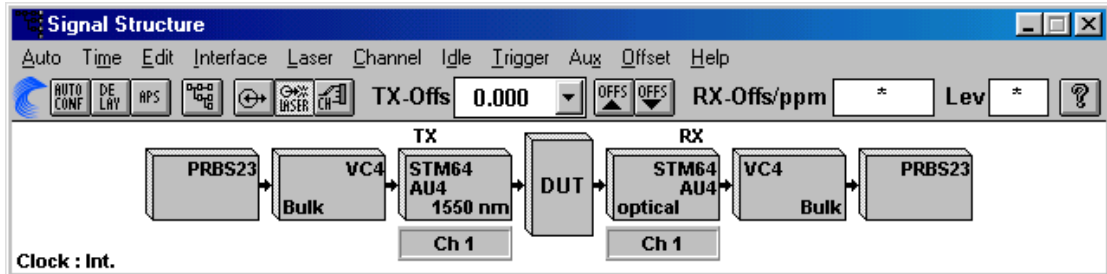 Signal Structure
Auto Time Edit Interface Laser Channel Idle Trigger Aux Offset Help
AUTO CONF DE LAY APS LASER CH TX-Offs 0.000 OFFS OFFS RX-Offs/ppm * Lev * ?
TX RX
PRBS23 VC4 STM64 DUT STM64 VC4 PRBS23
AU4 AU4
Bulk 1550 nm optical Bulk
Ch 1 Ch 1
Clock : Int.